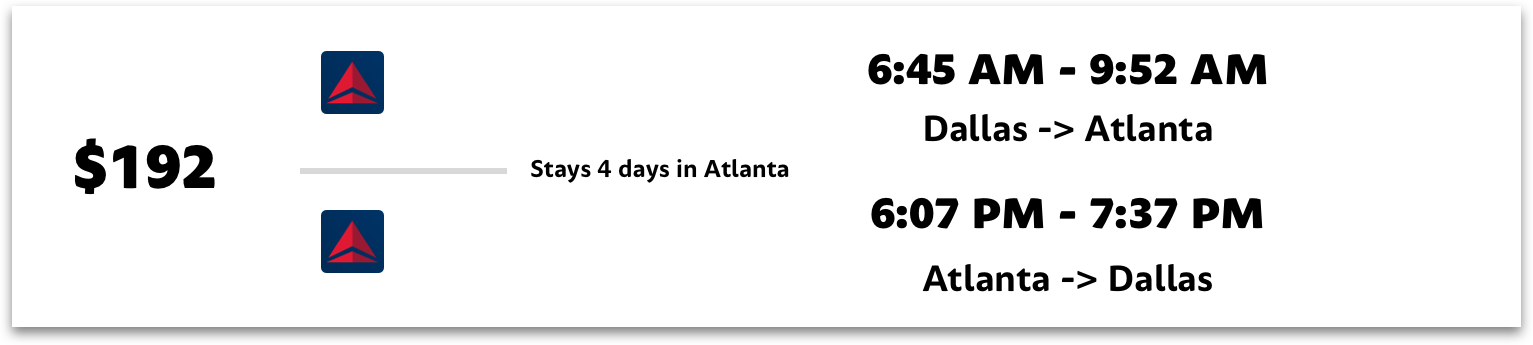 $192
Stays 4 days in Atlanta
6:45 AM - 9:52 AM
Dallas -> Atlanta
6:07 PM - 7:37 PM
Atlanta -> Dallas